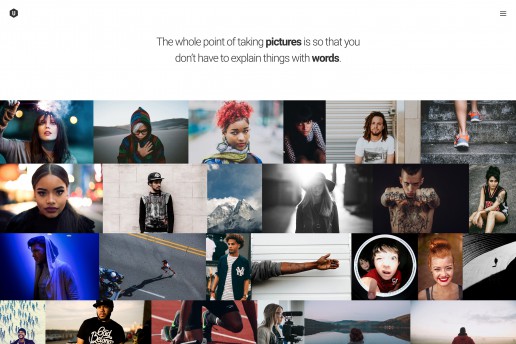 The whole point of taking pictures is so that you
don't have to explain things with words.